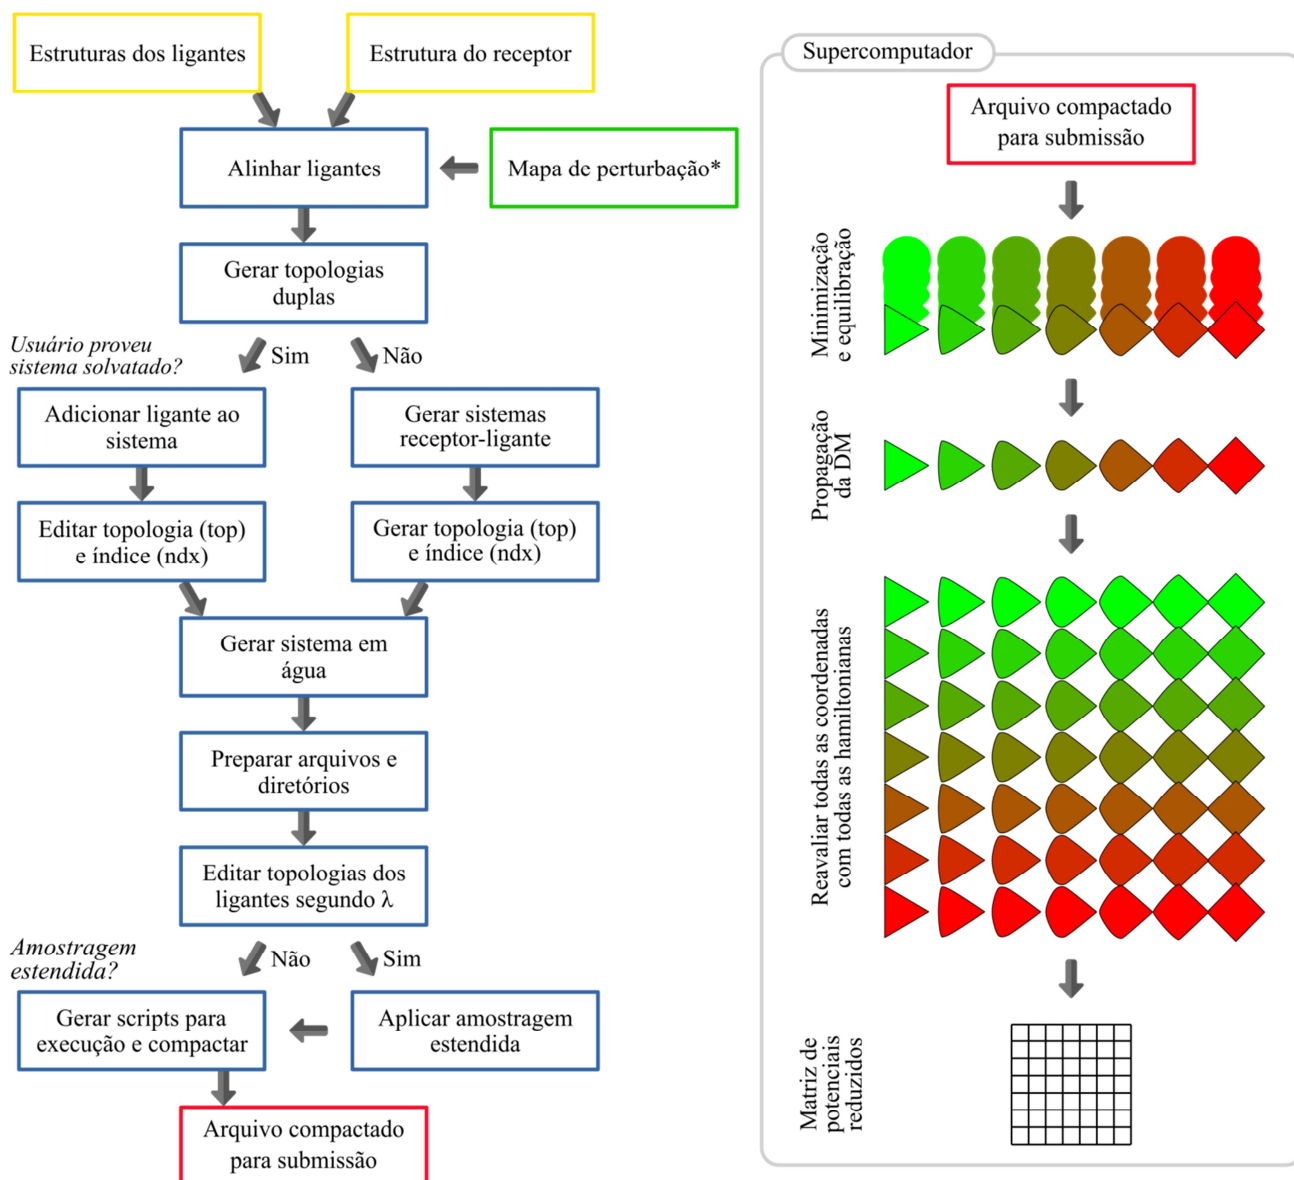 Estruturas dos ligantes
Estrutura do receptor
Alinhar ligantes
Mapa de perturbação*
Gerar topologias
duplas
Usuário proveu
sistema solvatado?
Sim
Não
Adicionar ligante ao
sistema
Gerar sistemas
receptor-ligante
Editar topologia (top)
e índice (ndx)
Gerar topologia (top)
e índice (ndx)
Gerar sistema em
água
Preparar arquivos e
diretórios
Editar topologias dos
ligantes segundo λ
Amostragem
estendida?
Não
Sim
Gerar scripts para
execução e compactar
Aplicar amostragem
estendida
Arquivo compactado
para submissão
Supercomputador
Arquivo compactado
para submissão
Minimização
e equilibração
Propagação
da DM
Reavaliar todas as coordenadas
com todas as hamiltonianas
Matriz de
potenciais
reduzidos